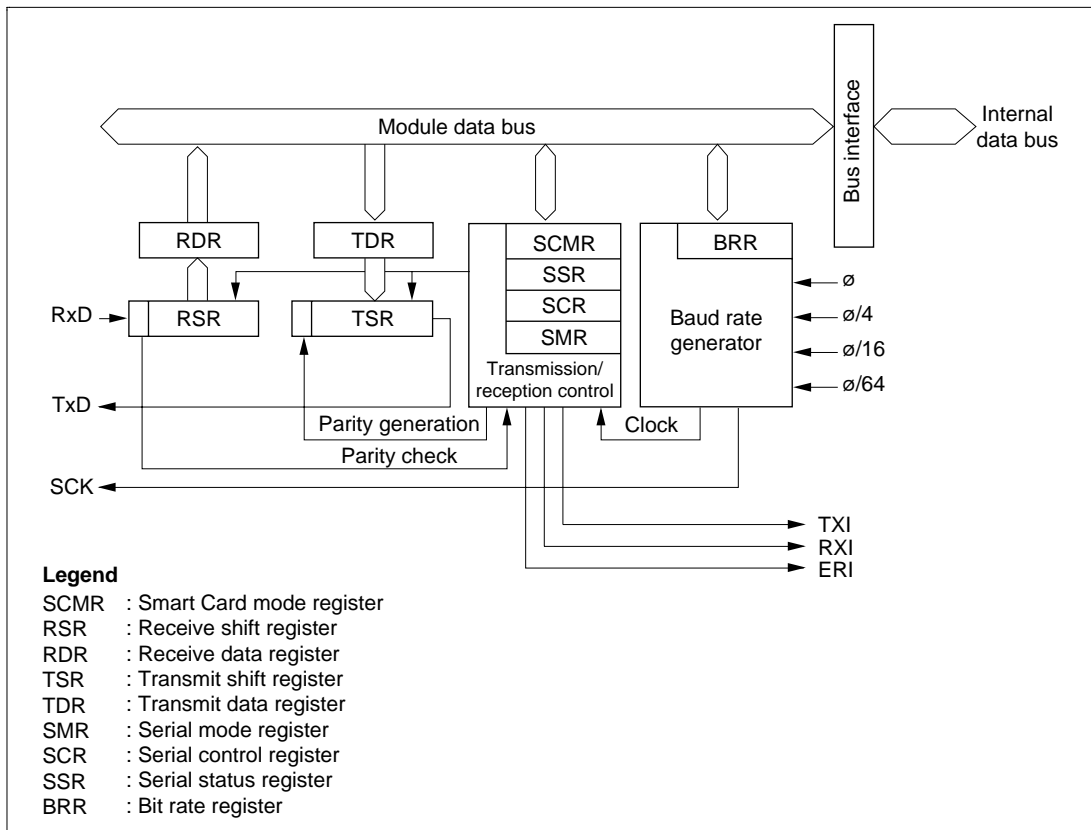 Module data bus
Bus interface
Internal
data bus
RDR
TDR
SCMR
SSR
SCR
SMR
Transmission/
reception control
BRR
Baud rate
generator
ø
ø/4
ø/16
ø/64
RxD
RSR
TSR
TxD
Parity generation
Parity check
Clock
SCK
TXI
RXI
ERI
Legend
SCMR : Smart Card mode register
RSR : Receive shift register
RDR : Receive data register
TSR : Transmit shift register
TDR : Transmit data register
SMR : Serial mode register
SCR : Serial control register
SSR : Serial status register
BRR : Bit rate register